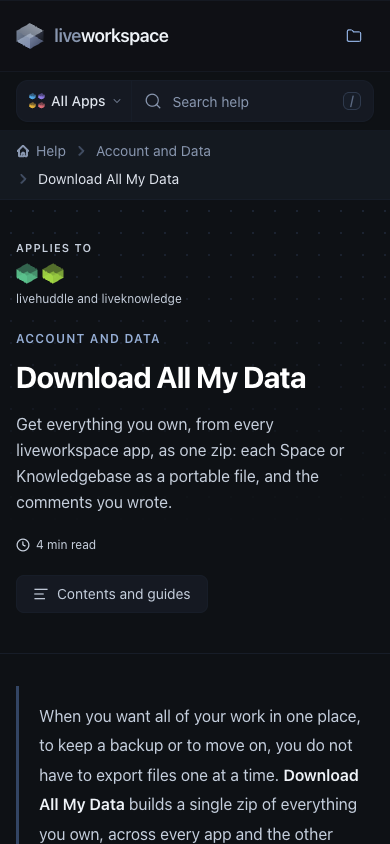 liveworkspace
All Apps
Search help
/
Help
Account and Data
Download All My Data
APPLIES TO
livehuddle and liveknowledge
ACCOUNT AND DATA
Download All My Data
Get everything you own, from every
liveworkspace app, as one zip: each Space or
Knowledgebase as a portable file, and the
comments you wrote.
4 min read
Contents and guides
When you want all of your work in one place,
to keep a backup or to move on, you do not
have to export files one at a time. Download
All My Data builds a single zip of everything
you own, across every app and the other